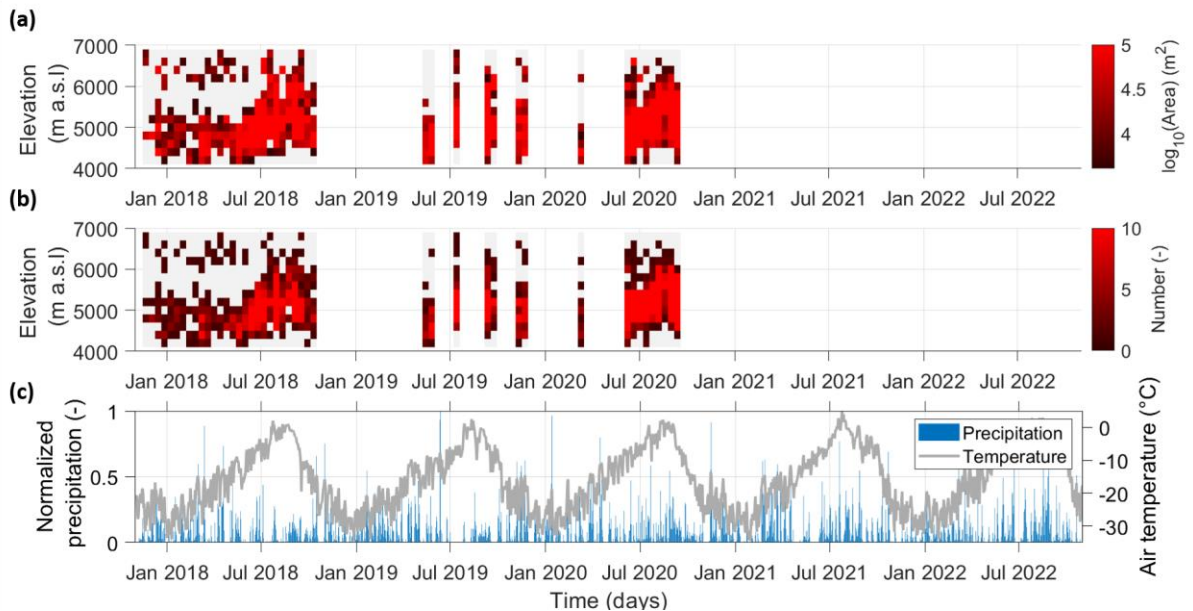 (a)
7000
6000
5000
4000
Elevation
(m a.s.l)
Jan 2018 Jul 2018 Jan 2019 Jul 2019 Jan 2020 Jul 2020 Jan 2021 Jul 2021 Jan 2022 Jul 2022
5
4.5
4
log10(Area) (m²)
(b)
7000
6000
5000
4000
Elevation
(m a.s.l)
Jan 2018 Jul 2018 Jan 2019 Jul 2019 Jan 2020 Jul 2020 Jan 2021 Jul 2021 Jan 2022 Jul 2022
10
5
0
Number (-)
(c)
1
0.5
0
Normalized
precipitation (-)
Precipitation
Temperature
0
-10
-20
-30
Air temperature (°C)
Jan 2018 Jul 2018 Jan 2019 Jul 2019 Jan 2020 Jul 2020 Jan 2021 Jul 2021 Jan 2022 Jul 2022
Time (days)